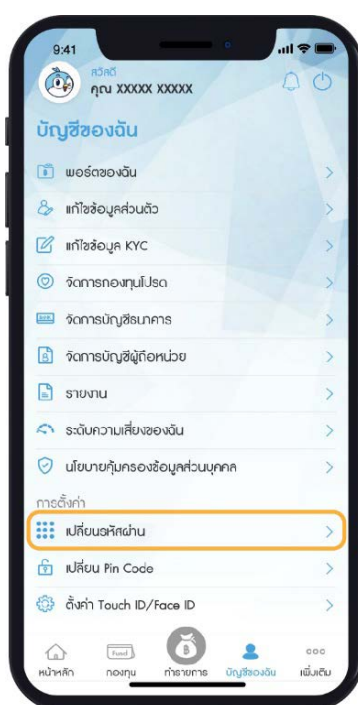 9:41
สวัสดี
คุณ XXXXX XXXXX
บัญชีของฉัน
พอร์ตของฉัน
แก้ไขข้อมูลส่วนตัว
แก้ไขข้อมูล KYC
จัดการกองทุนโปรด
จัดการบัญชีธนาคาร
จัดการบัญชีผู้ถือหน่วย
รายงาน
ระดับความเสี่ยงของฉัน
นโยบายคุ้มครองข้อมูลส่วนบุคคล
การตั้งค่า
เปลี่ยนรหัสผ่าน
เปลี่ยน Pin Code
ตั้งค่า Touch ID/Face ID
Fund
หน้าหลัก กองทุน ทำรายการ บัญชีของฉัน เพิ่มเติม